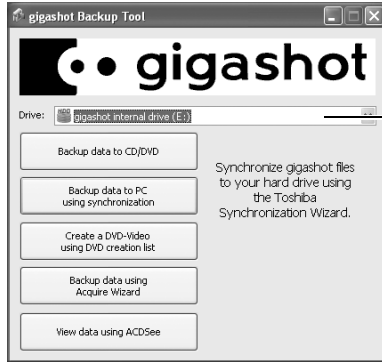 gigashot Backup Tool
gigashot
Drive:
gigashot internal drive (E:)
Backup data to CD/DVD
Backup data to PC
using synchronization
Create a DVD-Video
using DVD creation list
Backup data using
Acquire Wizard
View data using ACDSee
Synchronize gigashot files
to your hard drive using
the Toshiba
Synchronization Wizard.